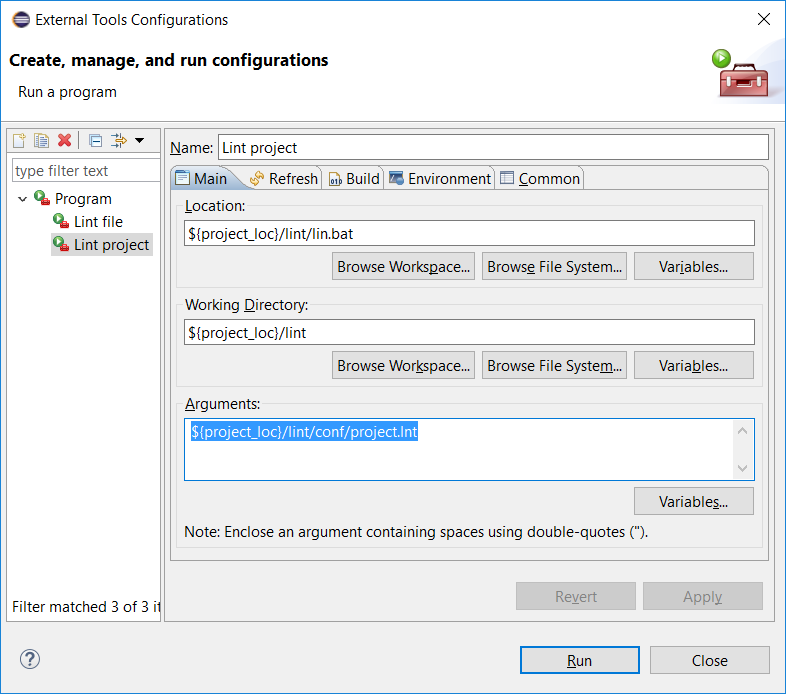 External Tools Configurations
Create, manage, and run configurations
Run a program
type filter text
Program
Lint file
Lint project
Filter matched 3 of 3 it
Name: Lint project
Main Refresh Build Environment Common
Location:
${project_loc}/lint/lin.bat
Browse Workspace... Browse File System... Variables...
Working Directory:
${project_loc}/lint
Browse Workspace... Browse File System... Variables...
Arguments:
${project_loc}/lint/conf/project.lnt
Variables...
Note: Enclose an argument containing spaces using double-quotes (").
Revert Apply
Run Close